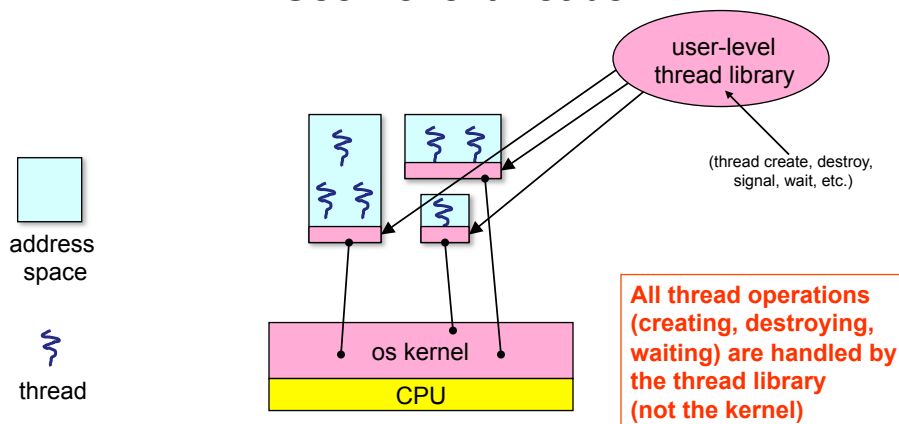 user-level
thread library
(thread create, destroy,
signal, wait, etc.)
address
space
thread
os kernel
CPU
All thread operations
(creating, destroying,
waiting) are handled by
the thread library
(not the kernel)